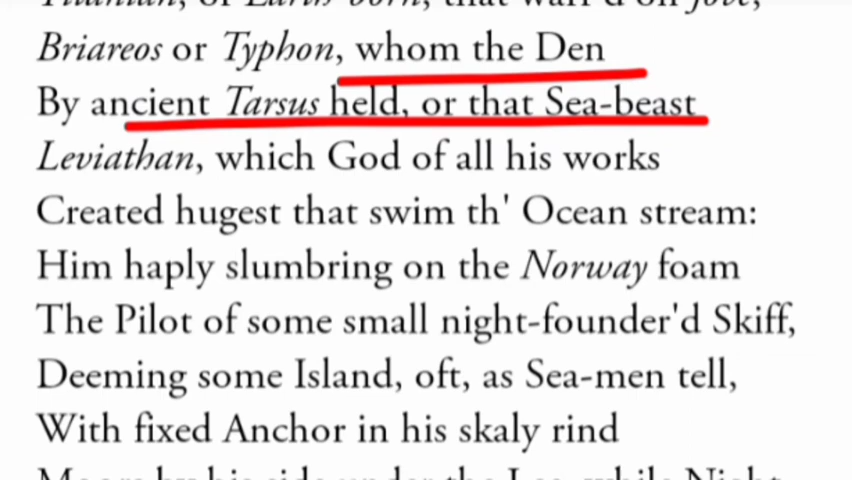 Briareos or Typhon, whom the Den
By ancient Tarsus held, or that Sea-beast
Leviathan, which God of all his works
Created hugest that swim th' Ocean stream:
Him haply slumbring on the Norway foam
The Pilot of some small night-founder'd Skiff,
Deeming some Island, oft, as Sea-men tell,
With fixed Anchor in his skaly rind